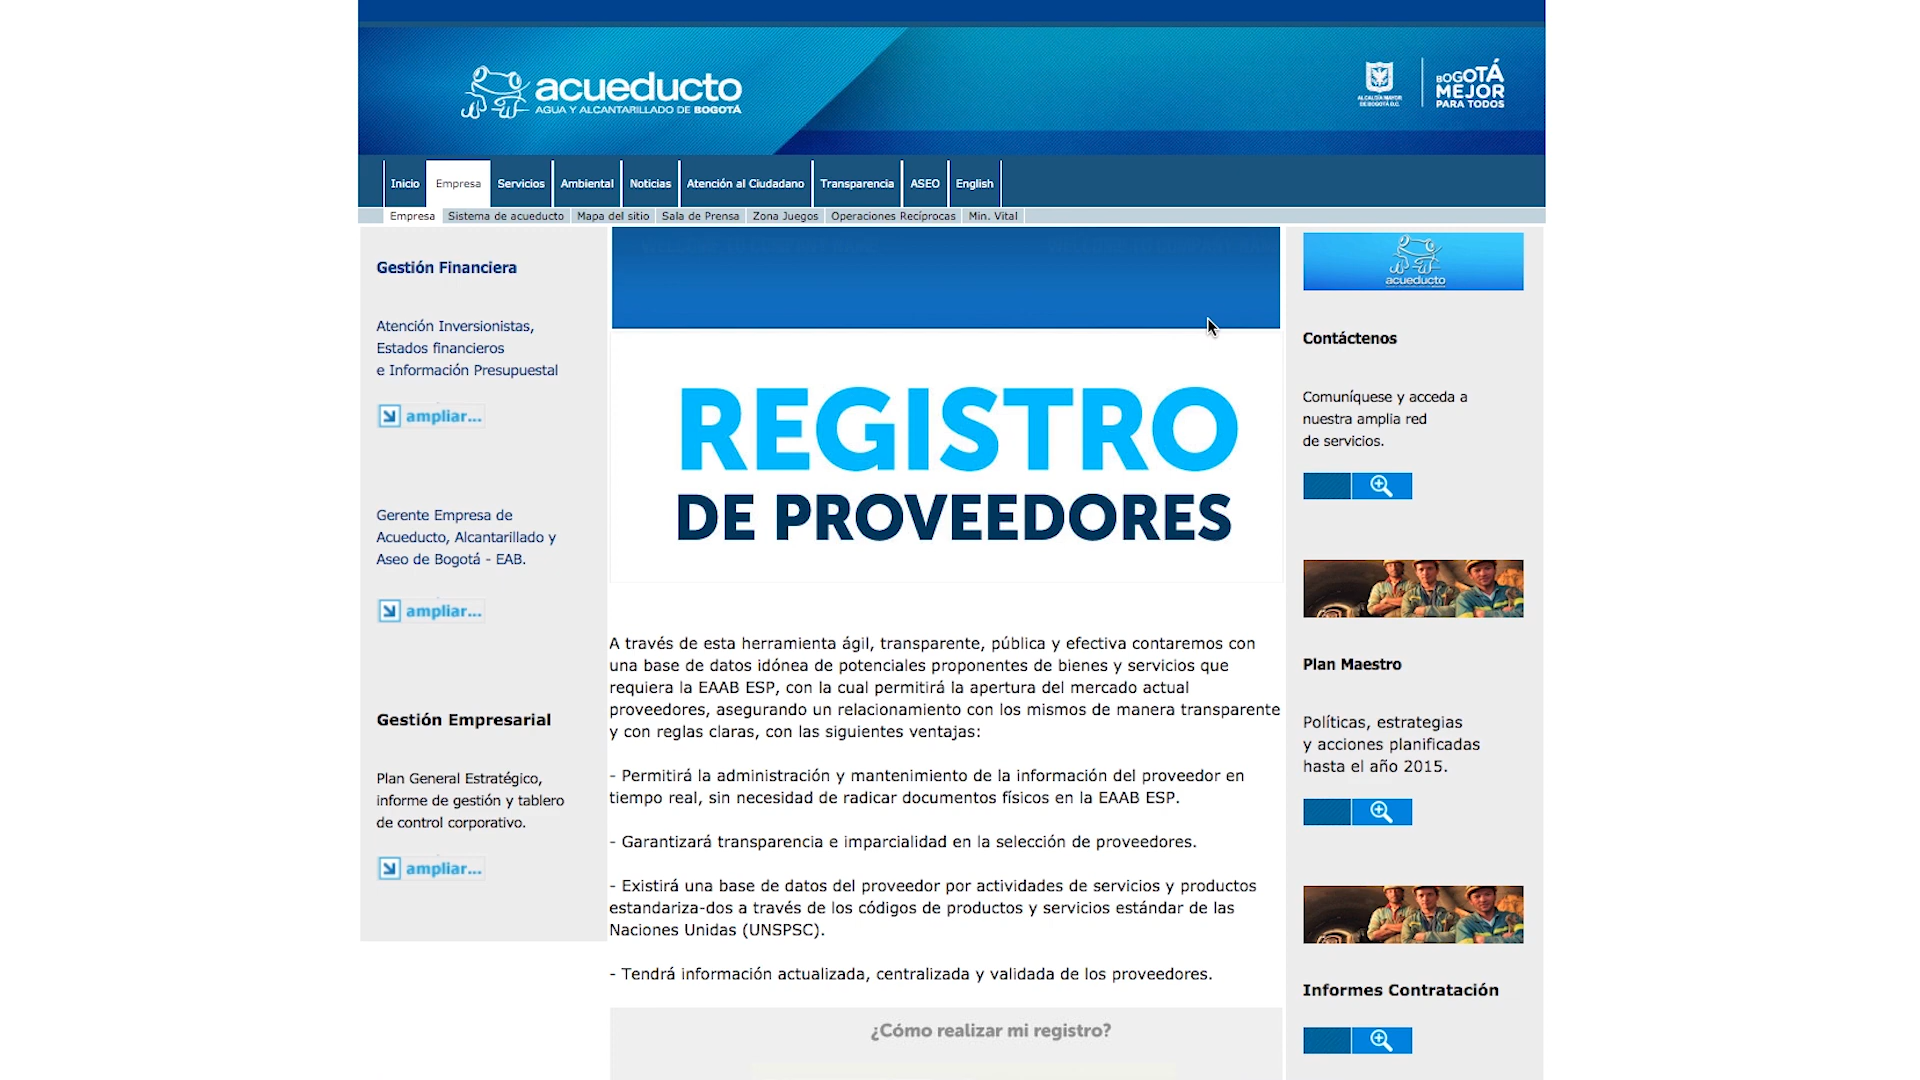 acueducto
AGUA Y ALCANTARILLADO DE BOGOTÁ
ALCALDÍA MAYOR
DE BOGOTÁ D.C.
BOGOTÁ
MEJOR
PARA TODOS
Inicio
Empresa
Servicios
Ambiental
Noticias
Atención al Ciudadano
Transparencia
ASEO
English
Empresa
Sistema de acueducto
Mapa del sitio
Sala de Prensa
Zona Juegos
Operaciones Recíprocas
Min. Vital
Gestión Financiera
Atención Inversionistas,
Estados financieros
e Información Presupuestal
ampliar...
Gerente Empresa de
Acueducto, Alcantarillado y
Aseo de Bogotá - EAB.
ampliar...
Gestión Empresarial
Plan General Estratégico,
informe de gestión y tablero
de control corporativo.
ampliar...
REGISTRO
DE PROVEEDORES
A través de esta herramienta ágil, transparente, pública y efectiva contaremos con
una base de datos idónea de potenciales proponentes de bienes y servicios que
requiera la EAAB ESP, con la cual permitirá la apertura del mercado actual
proveedores, asegurando un relacionamiento con los mismos de manera transparente
y con reglas claras, con las siguientes ventajas:
- Permitirá la administración y mantenimiento de la información del proveedor en
tiempo real, sin necesidad de radicar documentos físicos en la EAAB ESP.
- Garantizará transparencia e imparcialidad en la selección de proveedores.
- Existirá una base de datos del proveedor por actividades de servicios y productos
estandariza-dos a través de los códigos de productos y servicios estándar de las
Naciones Unidas (UNSPSC).
- Tendrá información actualizada, centralizada y validada de los proveedores.
¿Cómo realizar mi registro?
acueducto
Contáctenos
Comuníquese y acceda a
nuestra amplia red
de servicios.
Plan Maestro
Políticas, estrategias
y acciones planificadas
hasta el año 2015.
Informes Contratación